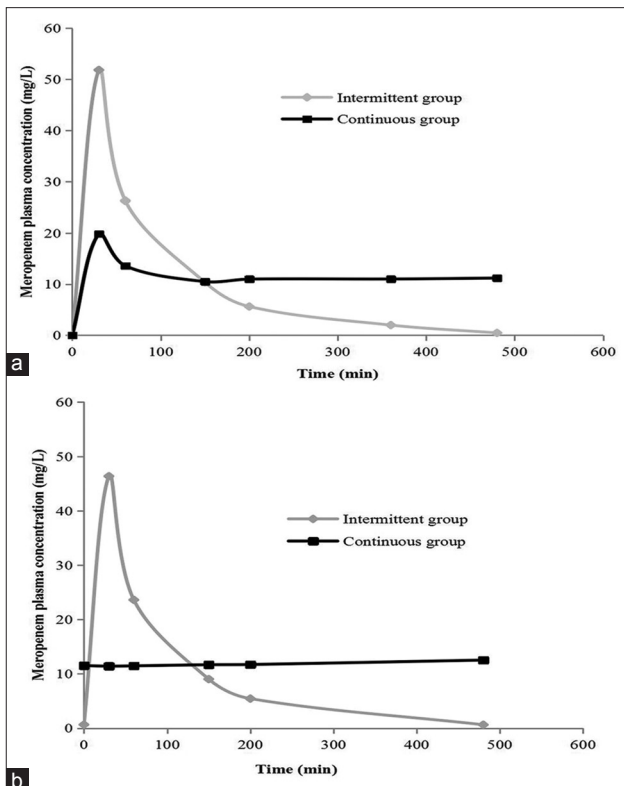 Meropenem plasma concentration (mg/L)
60
50
40
30
20
10
0
Intermittent group
Continuous group
0 100 200 300 400 500 600
Time (min)
a
Meropenem plasma concentration (mg/L)
60
50
40
30
20
10
0
Intermittent group
Continuous group
0 100 200 300 400 500 600
Time (min)
b